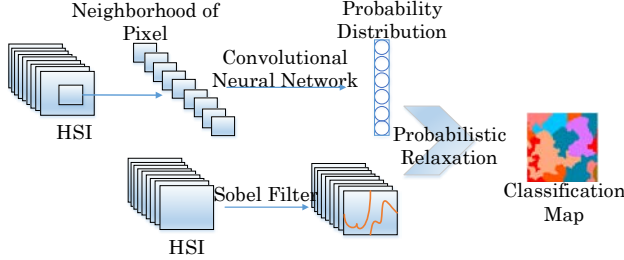 Neighborhood of
Pixel
Probability
Distribution
Convolutional
Neural Network
HSI
Probabilistic
Relaxation
Sobel Filter
HSI
Classification
Map